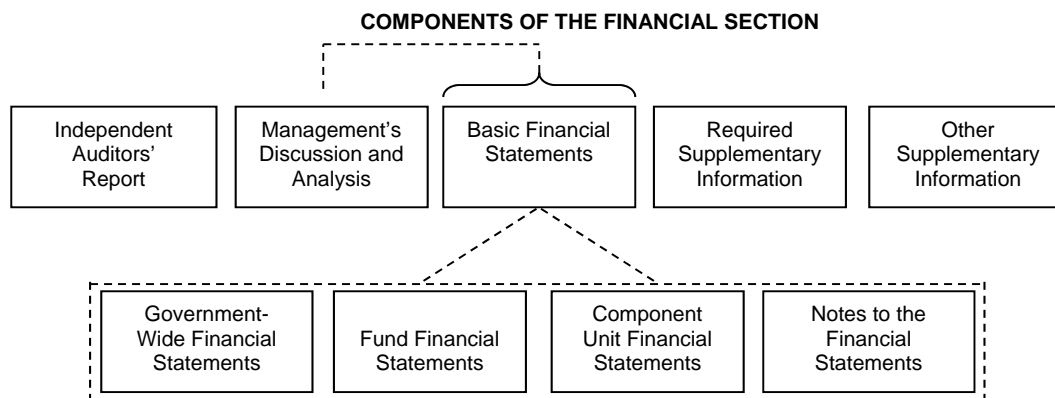 COMPONENTS OF THE FINANCIAL SECTION
Independent
Auditors'
Report
Management's
Discussion and
Analysis
Basic Financial
Statements
Required
Supplementary
Information
Other
Supplementary
Information
Government-
Wide Financial
Statements
Fund Financial
Statements
Component
Unit Financial
Statements
Notes to the
Financial
Statements